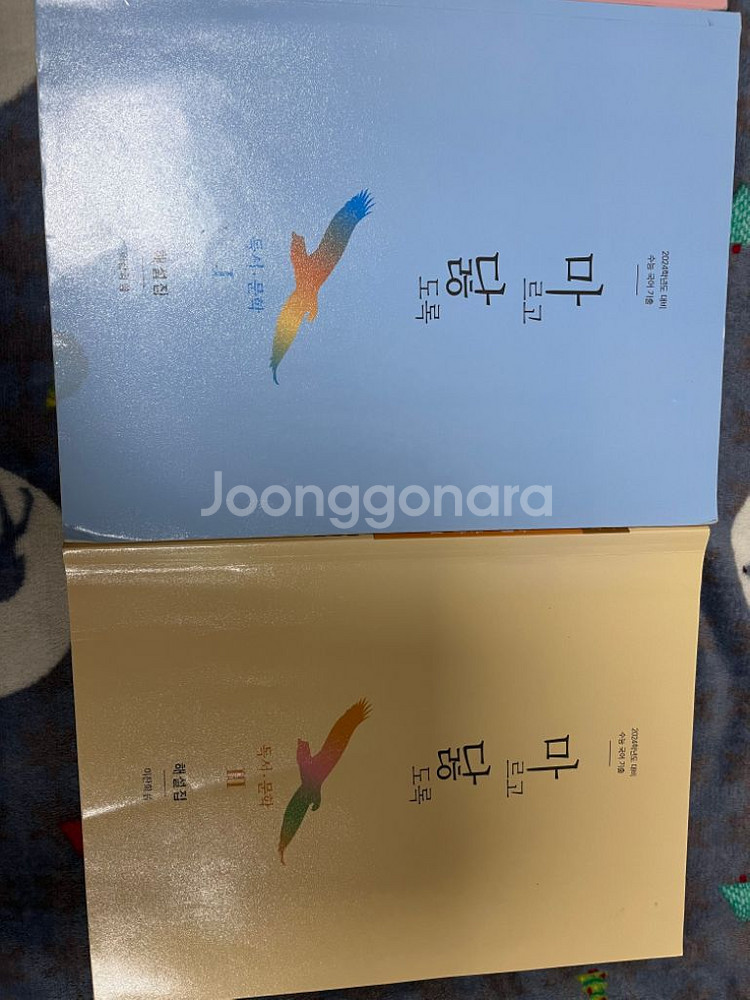 2024학년도 대비
수능 국어 기출
마르고
닳도록
독서·문학
I
해설집
Joonggonara
2024학년도 대비
수능 국어 기출
마르고
닳도록
독서·문학
III
해설집